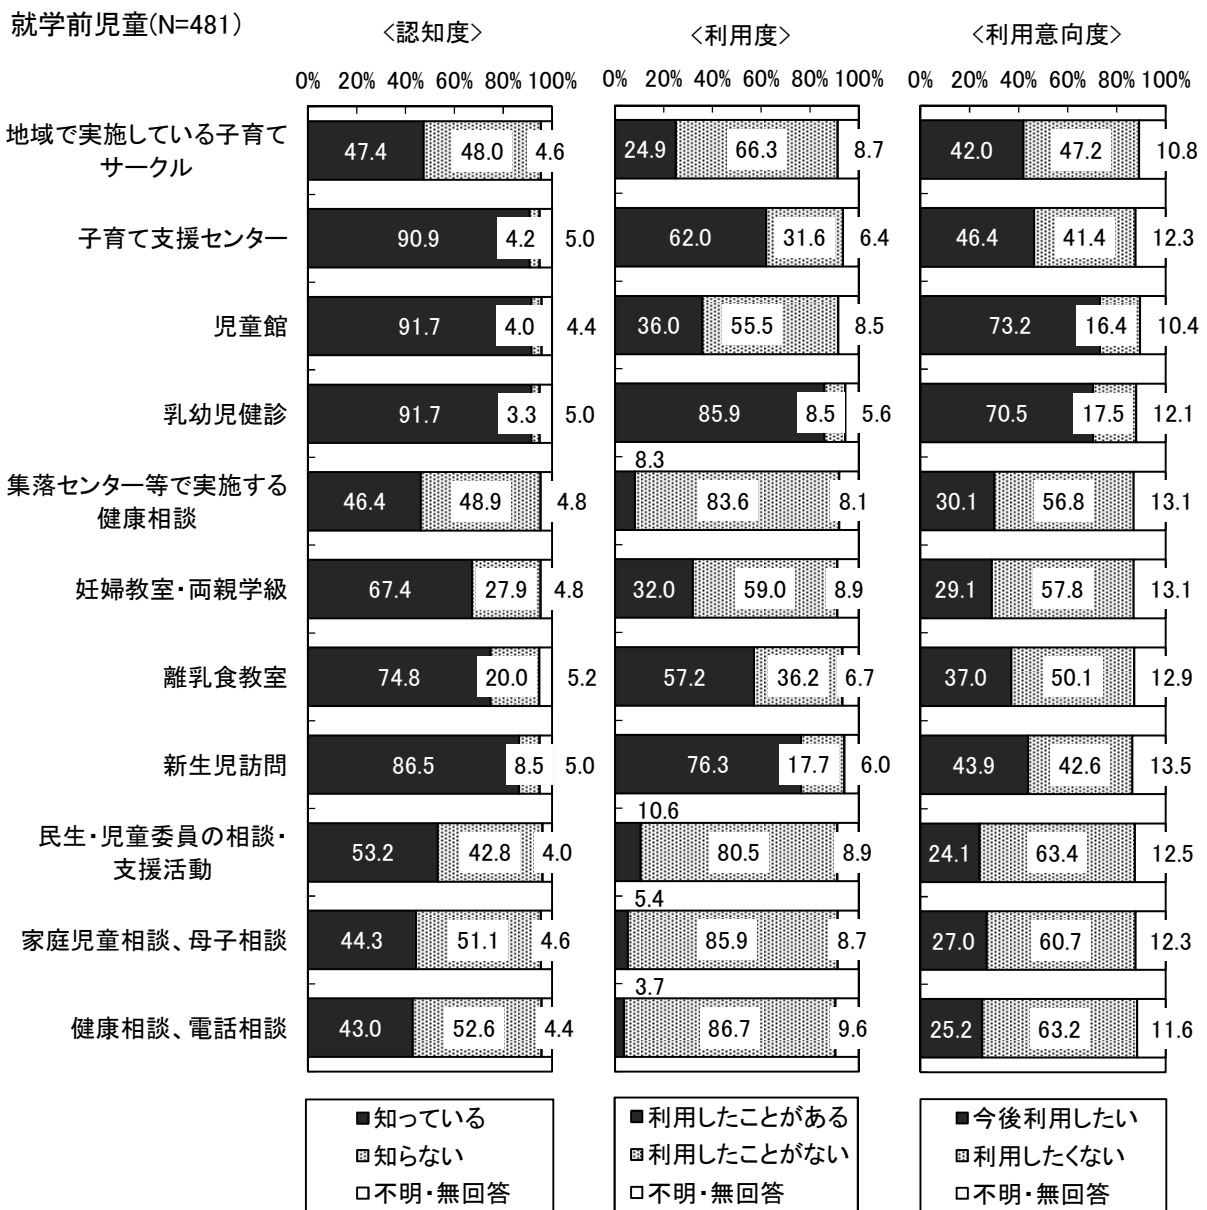 就学前児童(N=481)
<認知度> <利用度> <利用意向度>
0% 20% 40% 60% 80% 100% 0% 20% 40% 60% 80% 100% 0% 20% 40% 60% 80% 100%
地域で実施している子育て
サークル
47.4 48.0 4.6 24.9 66.3 8.7 42.0 47.2 10.8
子育て支援センター 90.9 4.2 5.0 62.0 31.6 6.4 46.4 41.4 12.3
児童館 91.7 4.0 4.4 36.0 55.5 8.5 73.2 16.4 10.4
乳幼児健診 91.7 3.3 5.0 85.9 8.5 5.6 70.5 17.5 12.1
集落センター等で実施する
健康相談
46.4 48.9 4.8 8.3 83.6 8.1 30.1 56.8 13.1
妊婦教室・両親学級 67.4 27.9 4.8 32.0 59.0 8.9 29.1 57.8 13.1
離乳食教室 74.8 20.0 5.2 57.2 36.2 6.7 37.0 50.1 12.9
新生児訪問 86.5 8.5 5.0 76.3 17.7 6.0 43.9 42.6 13.5
民生・児童委員の相談・
支援活動
53.2 42.8 4.0 10.6 80.5 8.9 24.1 63.4 12.5
家庭児童相談、母子相談 44.3 51.1 4.6 5.4 85.9 8.7 27.0 60.7 12.3
健康相談、電話相談 43.0 52.6 4.4 3.7 86.7 9.6 25.2 63.2 11.6
知っている
知らない
不明・無回答
利用したことがある
利用したことがない
不明・無回答
今後利用したい
利用したくない
不明・無回答